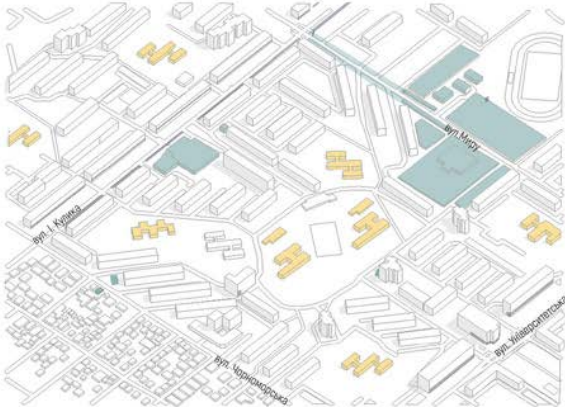 вул.Миру
вул. І. Кулика
вул. Університетська
вул. Чорноморська